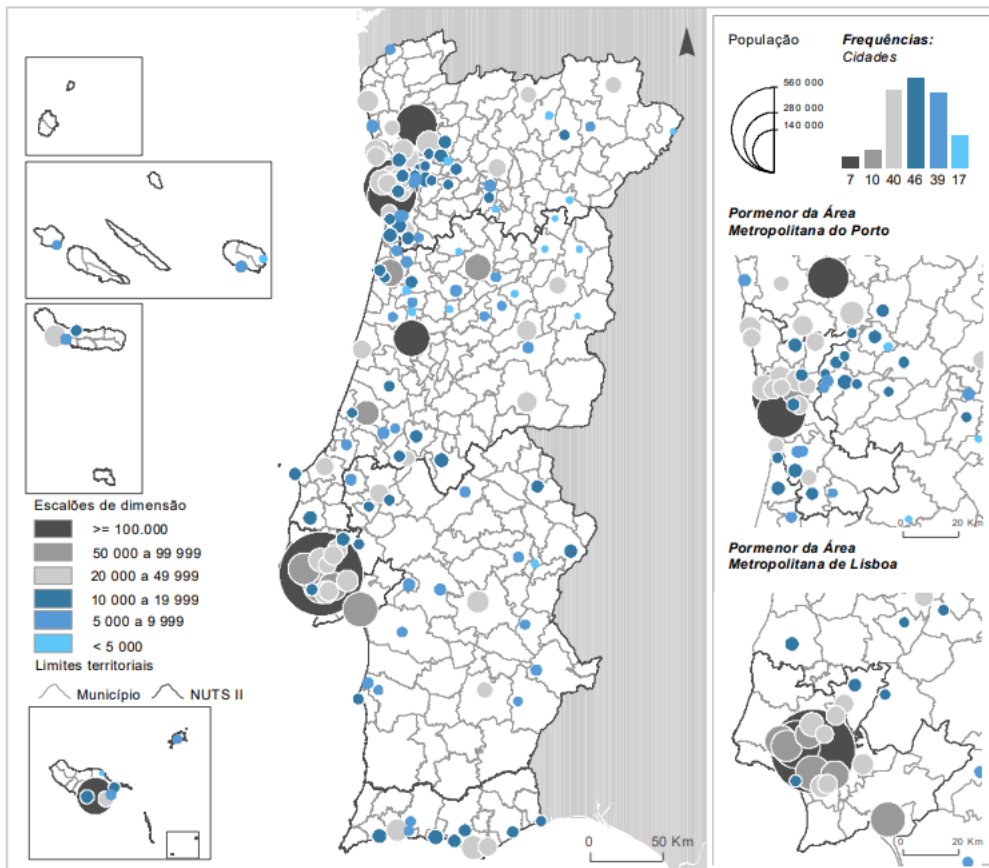 População
Frequências:
Cidades
560 000
280 000
140 000
7 10 40 46 39 17
Pormenor da Área
Metropolitana do Porto
0 20 Km
Pormenor da Área
Metropolitana de Lisboa
0 20 Km
Escalões de dimensão
>= 100.000
50 000 a 99 999
20 000 a 49 999
10 000 a 19 999
5 000 a 9 999
< 5 000
Limites territoriais
Município NUTS II
0 50 Km